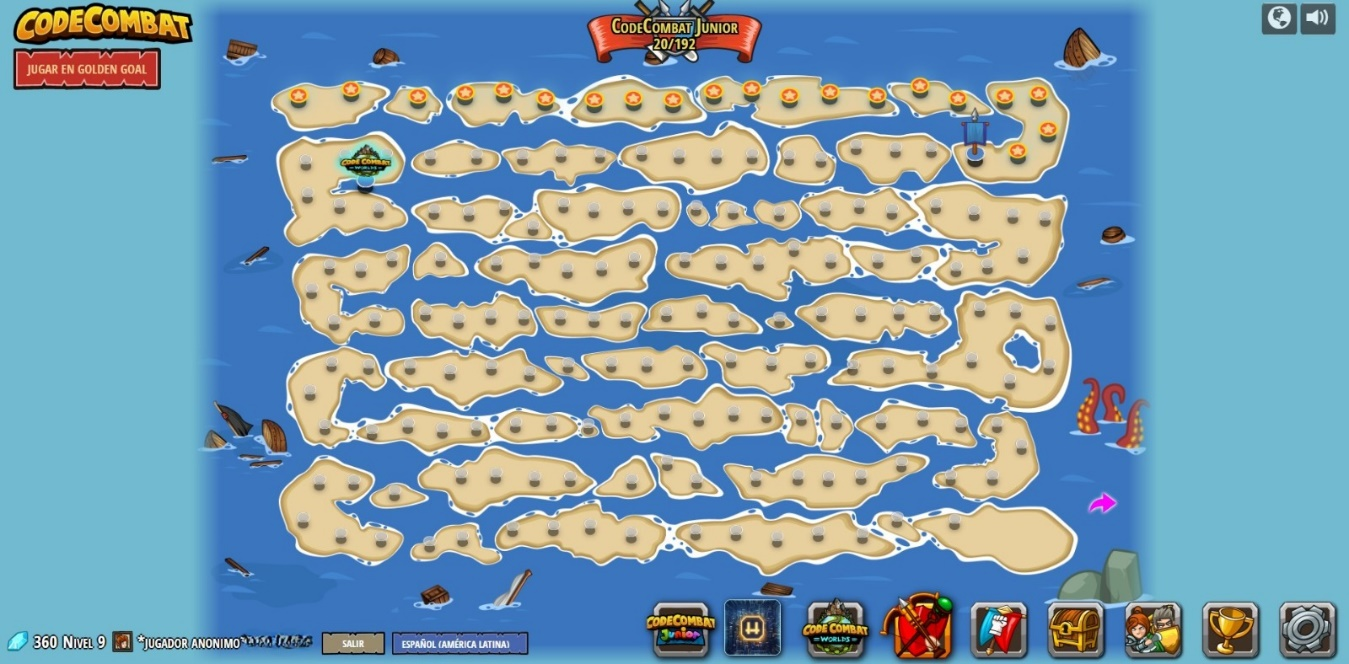 CODECOMBAT
JUGAR EN GOLDEN GOAL
CODECOMBAT JUNIOR
20/192
CODE COMBAT
WORLDS
360 NIVEL 9 *JUGADOR ANONIMO*
SALIR
ESPAÑOL (AMÉRICA LATINA)
CODECOMBAT
JUNIOR
CODECOMBAT
WORLDS